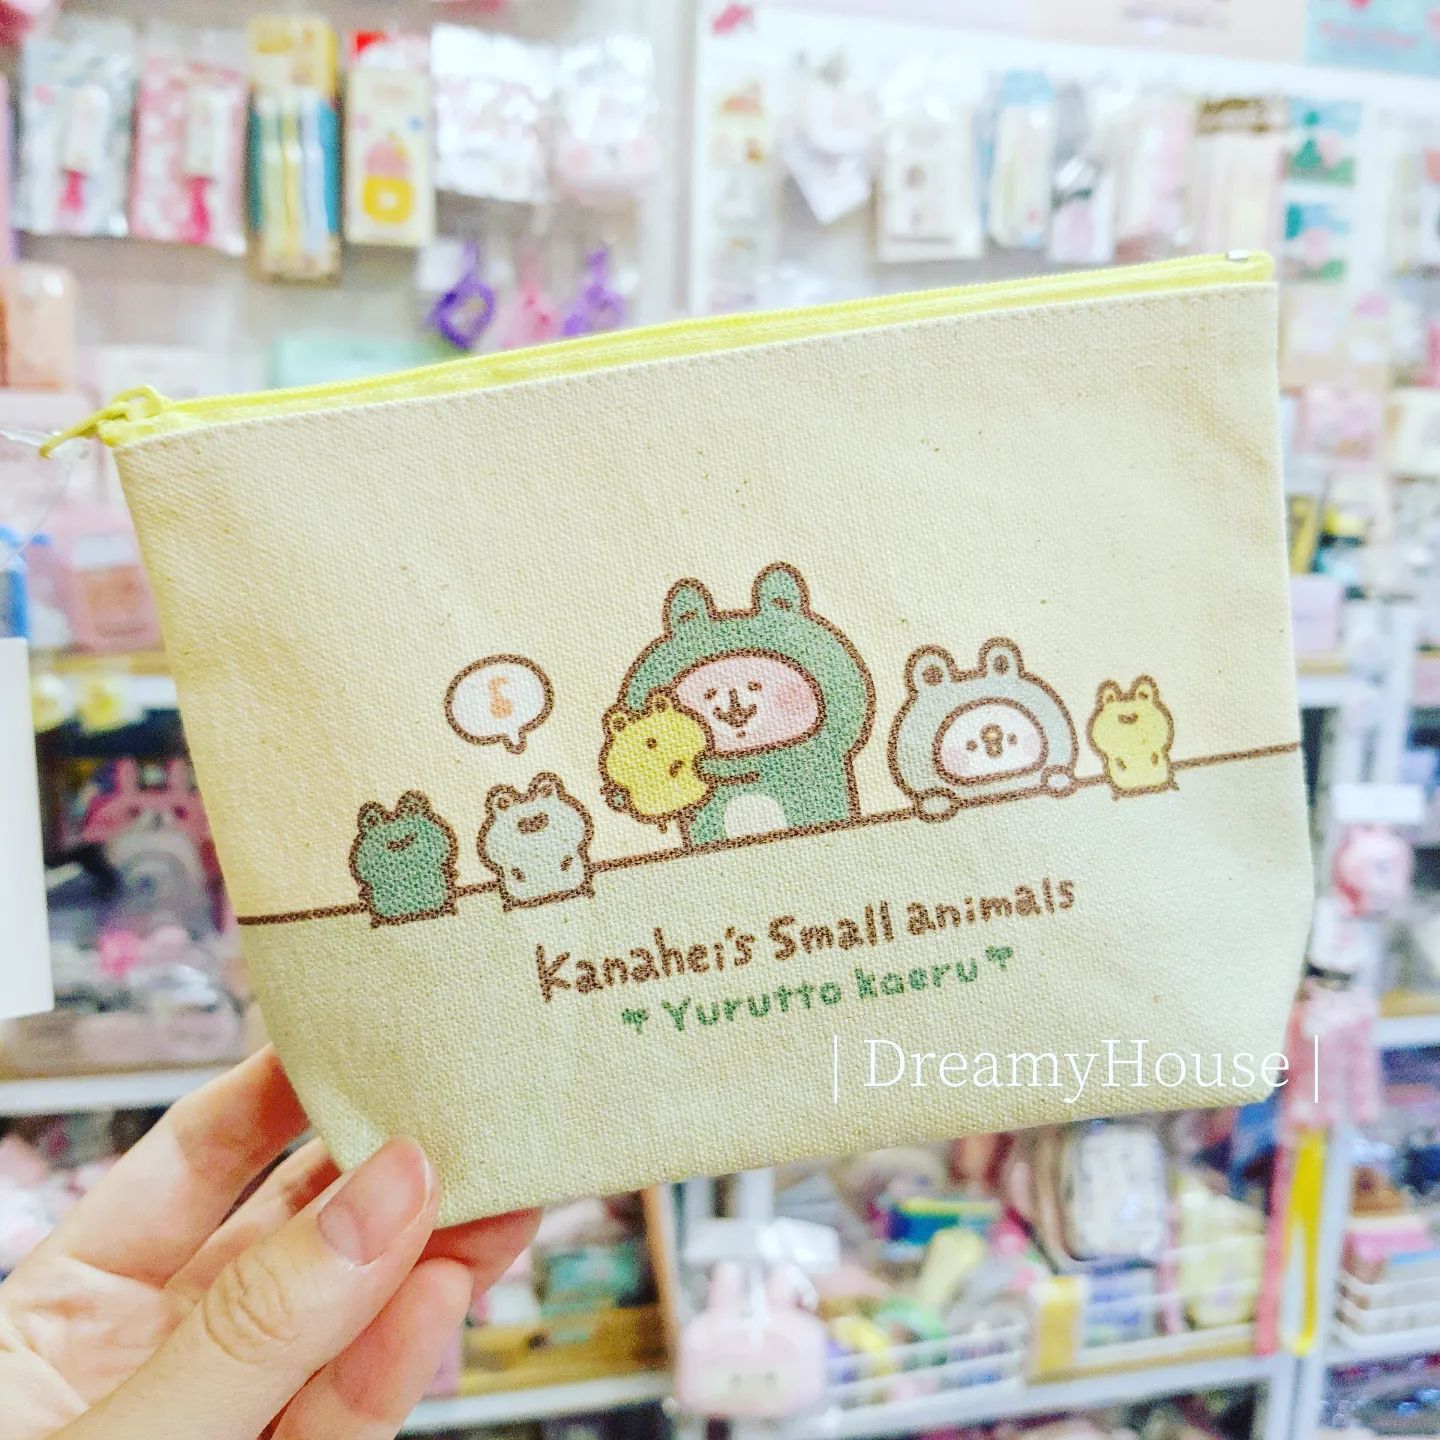 Kanahei's Small animals
Yurutto kaeru
| DreamyHouse |